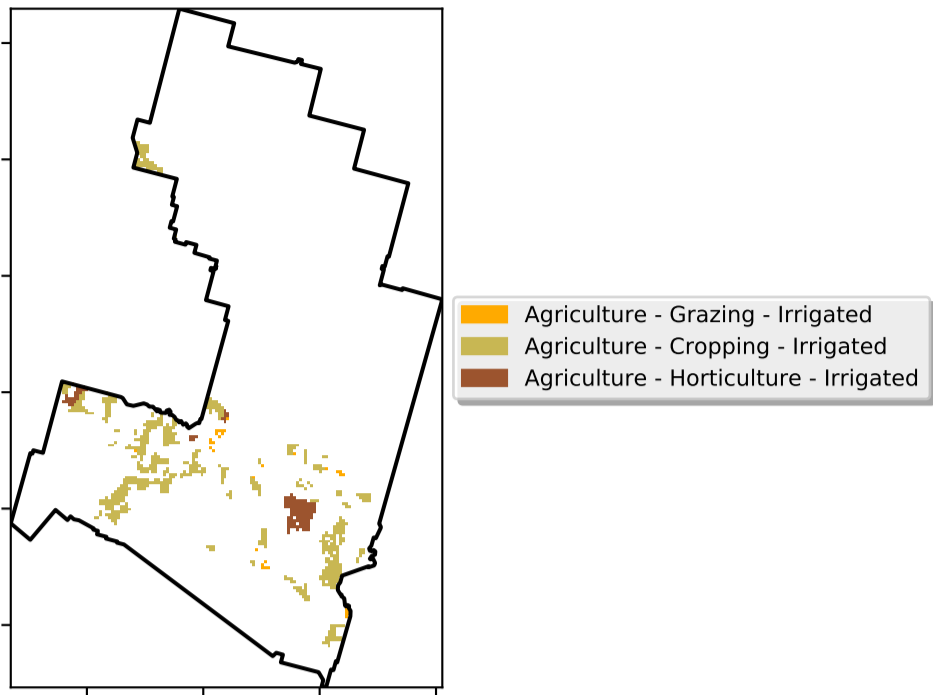 Agriculture - Grazing - Irrigated
Agriculture - Cropping - Irrigated
Agriculture - Horticulture - Irrigated